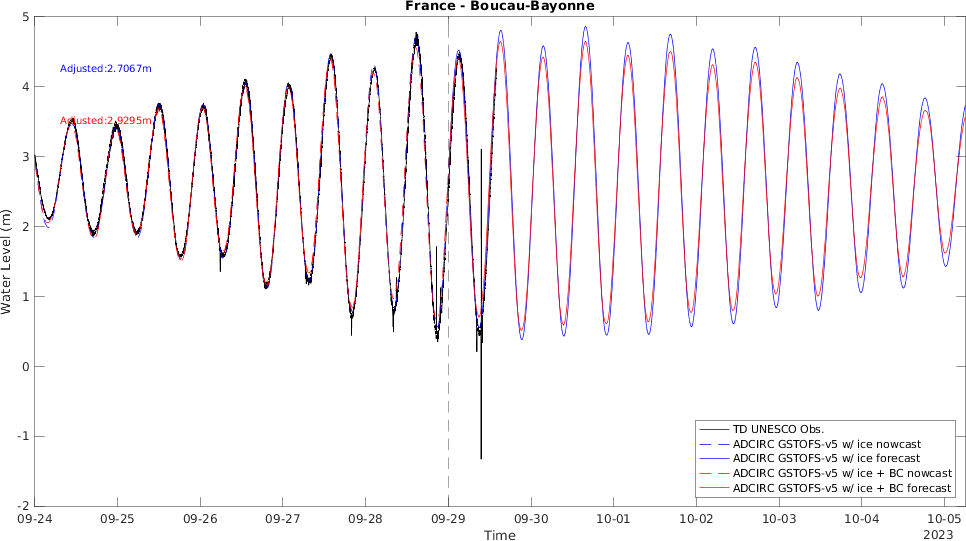 France - Boucau-Bayonne
5
4
3
2
1
0
-1
-2
Water Level (m)
Adjusted:2.7067m
Adjusted:2.9295m
TD UNESCO Obs.
ADCIRC GSTOFS-v5 w/ ice nowcast
ADCIRC GSTOFS-v5 w/ ice forecast
ADCIRC GSTOFS-v5 w/ ice + BC nowcast
ADCIRC GSTOFS-v5 w/ ice + BC forecast
09-24 09-25 09-26 09-27 09-28 09-29 09-30 10-01 10-02 10-03 10-04 10-05
Time
2023